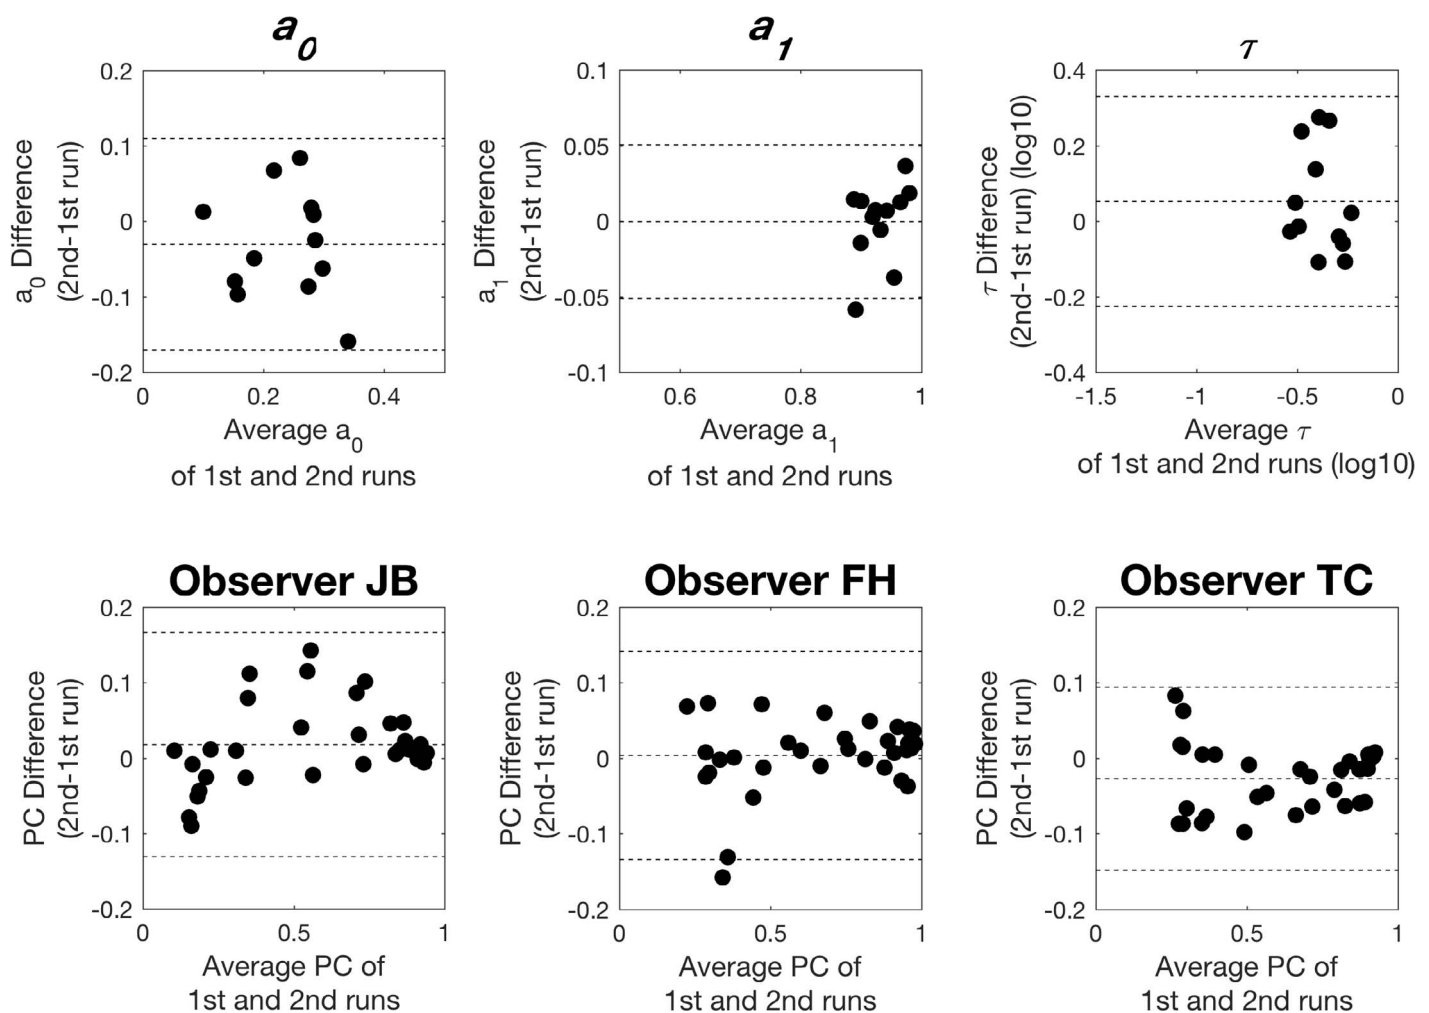 a0
a1
τ
0.2
0.1
0
-0.1
-0.2
a0 Difference
(2nd-1st run)
0
0.2
0.4
Average a0
of 1st and 2nd runs
0.1
0.05
0
-0.05
-0.1
a1 Difference
(2nd-1st run)
0.6
0.8
1
Average a1
of 1st and 2nd runs
0.4
0.2
0
-0.2
-0.4
τ Difference
(2nd-1st run) (log10)
-1.5
-1
-0.5
0
Average τ
of 1st and 2nd runs (log10)
Observer JB
0.2
0.1
0
-0.1
-0.2
PC Difference
(2nd-1st run)
0
0.5
1
Average PC of
1st and 2nd runs
Observer FH
0.2
0.1
0
-0.1
-0.2
PC Difference
(2nd-1st run)
0
0.5
1
Average PC of
1st and 2nd runs
Observer TC
0.2
0.1
0
-0.1
-0.2
PC Difference
(2nd-1st run)
0
0.5
1
Average PC of
1st and 2nd runs